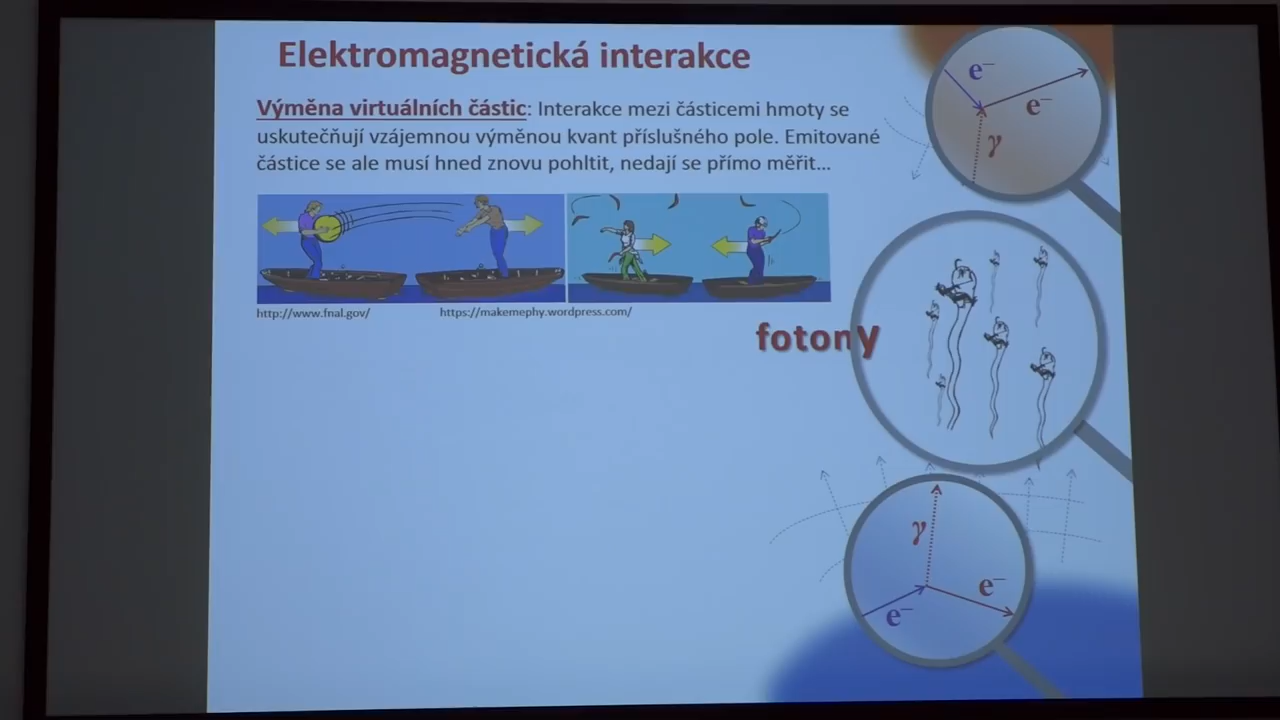 Elektromagnetická interakce
Výměna virtuálních částic: Interakce mezi částicemi hmoty se
uskutečňují vzájemnou výměnou kvant příslušného pole. Emitované
částice se ale musí hned znovu pohltit, nedají se přímo měřit...
http://www.fnal.gov/
https://makemephy.wordpress.com/
e⁻
e⁻
γ
fotony
γ
e⁻
e⁻